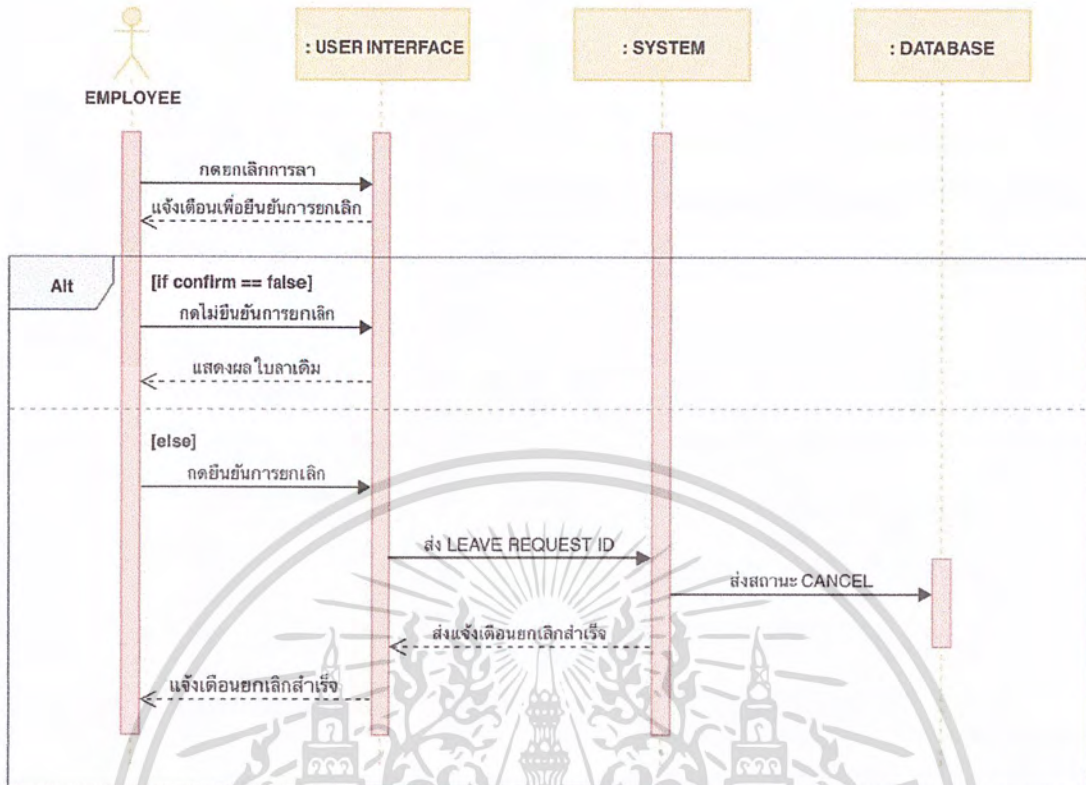 : USER INTERFACE
: SYSTEM
: DATABASE
EMPLOYEE
กดยกเลิกการลา
แจ้งเตือนเพื่อยืนยันการยกเลิก
Alt
[if confirm == false]
กดไม่ยืนยันการยกเลิก
แสดงผลใบลาเดิม
[else]
กดยืนยันการยกเลิก
ส่ง LEAVE REQUEST ID
ส่งสถานะ CANCEL
ส่งแจ้งเตือนยกเลิกสำเร็จ
แจ้งเตือนยกเลิกสำเร็จ